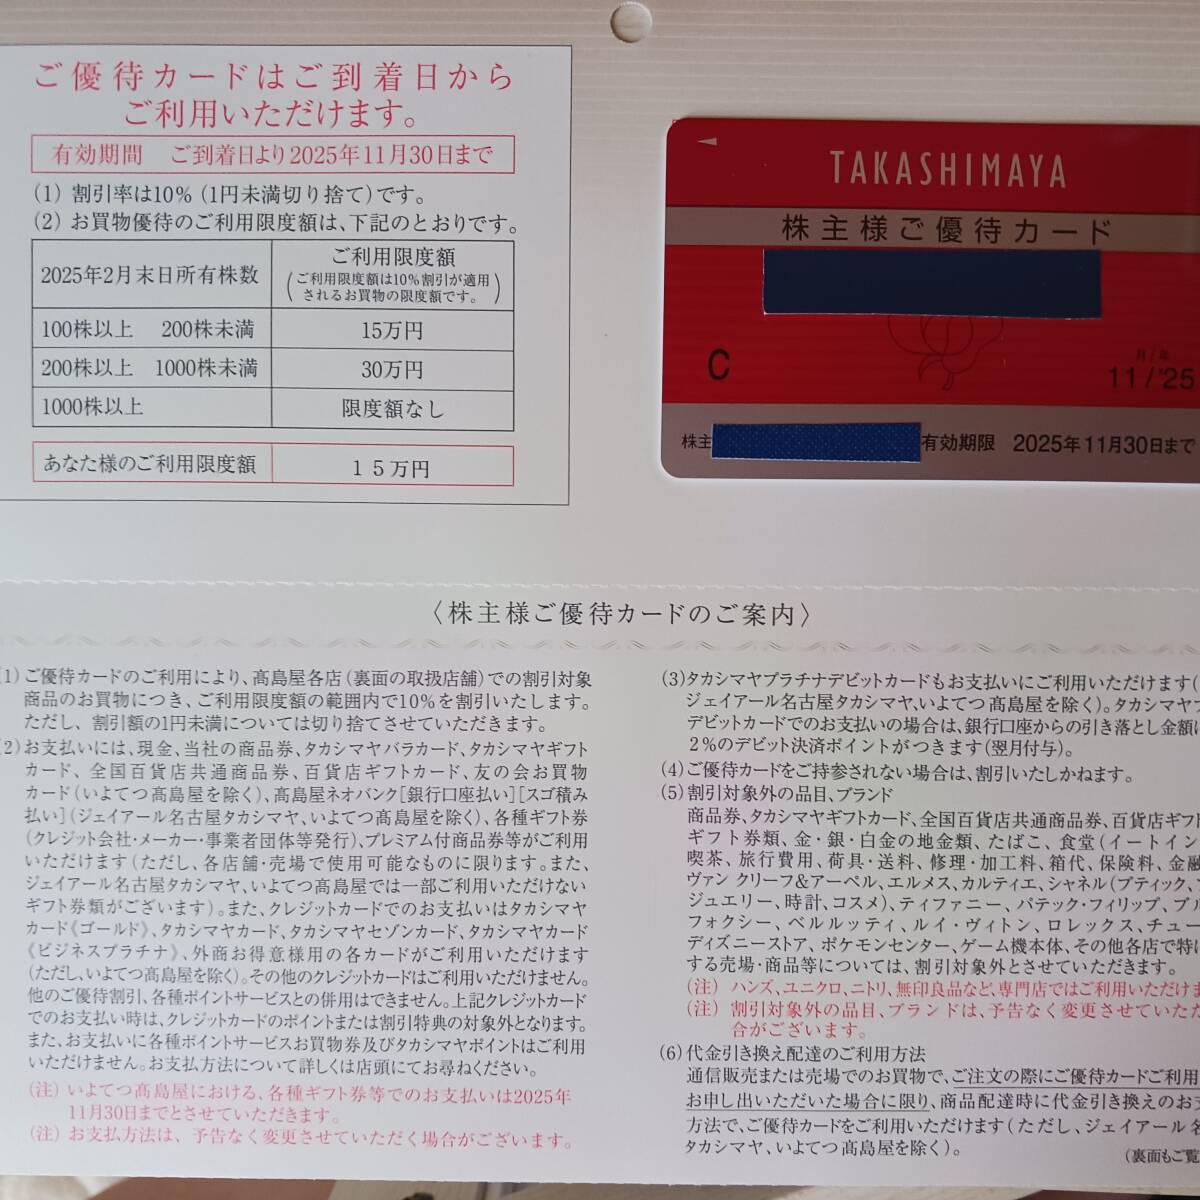 ご優待カードはご到着日から
ご利用いただけます。
有効期間 ご到着日より2025年11月30日まで
(1) 割引率は10% (1円未満切り捨て)です。
(2) お買物優待のご利用限度額は、下記のとおりです。
2025年2月末日所有株数
ご利用限度額
(ご利用限度額は10%割引が適用
されるお買物の限度額です。)
100株以上 200株未満 15万円
200株以上 1000株未満 30万円
1000株以上 限度額なし
あなた様のご利用限度額 15万円
TAKASHIMAYA
株主様ご優待カード
C
月/年
11/'25
株主
有効期限 2025年11月30日まで
〈株主様ご優待カードのご案内〉
(1)ご優待カードのご利用により、髙島屋各店(裏面の取扱店舗)での割引対象
商品のお買物につき、ご利用限度額の範囲内で10%を割引いたします。
ただし、割引額の1円未満については切り捨てさせていただきます。
(2)お支払いには、現金、当社の商品券、タカシマヤバラカード、タカシマヤギフト
カード、全国百貨店共通商品券、百貨店ギフトカード、友の会お買物
カード(いよてつ髙島屋を除く)、髙島屋ネオバンク[銀行口座払い][スゴ積み
払い](ジェイアール名古屋タカシマヤ、いよてつ髙島屋を除く)、各種ギフト券
(クレジット会社・メーカー・事業者団体等発行)、プレミアム付商品券等がご利用
いただけます(ただし、各店舗・売場で使用可能なものに限ります。また、
ジェイアール名古屋タカシマヤ、いよてつ髙島屋では一部ご利用いただけない
ギフト券類がございます)。また、クレジットカードでのお支払いはタカシマヤ
カード《ゴールド》、タカシマヤカード、タカシマヤセゾンカード、タカシマヤカード
《ビジネスプラチナ》、外商お得意様用の各カードがご利用いただけます
(ただし、いよてつ髙島屋を除く)。その他のクレジットカードはご利用いただけません。
他のご優待割引、各種ポイントサービスとの併用はできません。上記クレジットカード
でのお支払い時は、クレジットカードのポイントまたは割引特典の対象外となります。
また、お支払いに各種ポイントサービスお買物券及びタカシマヤポイントはご利用
いただけません。お支払方法について詳しくは店頭にてお尋ねください。
(注) いよてつ髙島屋における、各種ギフト券等でのお支払いは2025年
11月30日までとさせていただきます。
(注) お支払方法は、予告なく変更させていただく場合がございます。
(3)タカシマヤプラチナデビットカードもお支払いにご利用いただけます(
ジェイアール名古屋タカシマヤ、いよてつ髙島屋を除く)。タカシマヤプ
デビットカードでのお支払いの場合は、銀行口座からの引き落とし金額に
2%のデビット決済ポイントがつきます(翌月付与)。
(4)ご優待カードをご持参されない場合は、割引いたしかねます。
(5)割引対象外の品目、ブランド
商品券、タカシマヤギフトカード、全国百貨店共通商品券、百貨店ギフト
ギフト券類、金・銀・白金の地金類、たばこ、食堂(イートイン
喫茶、旅行費用、荷具・送料、修理・加工料、箱代、保険料、金融
ヴァン クリーフ&アーペル、エルメス、カルティエ、シャネル(ブティック、
ジュエリー、時計、コスメ)、ティファニー、パテック・フィリップ、ブル
フォクシー、ベルルッティ、ルイ・ヴィトン、ロレックス、チュー
ディズニーストア、ポケモンセンター、ゲーム機本体、その他各店で特に
する売場・商品等については、割引対象外とさせていただきます。
(注) ハンズ、ユニクロ、ニトリ、無印良品など、専門店ではご利用いただけま
(注) 割引対象外の品目、ブランドは、予告なく変更させていただ
合がございます。
(6)代金引き換え配達のご利用方法
通信販売または売場でのお買物で、ご注文の際にご優待カードご利用
お申し出いただいた場合に限り、商品配達時に代金引き換えのお支
方法で、ご優待カードをご利用いただけます(ただし、ジェイアール名
タカシマヤ、いよてつ髙島屋を除く)。
(裏面もご覧